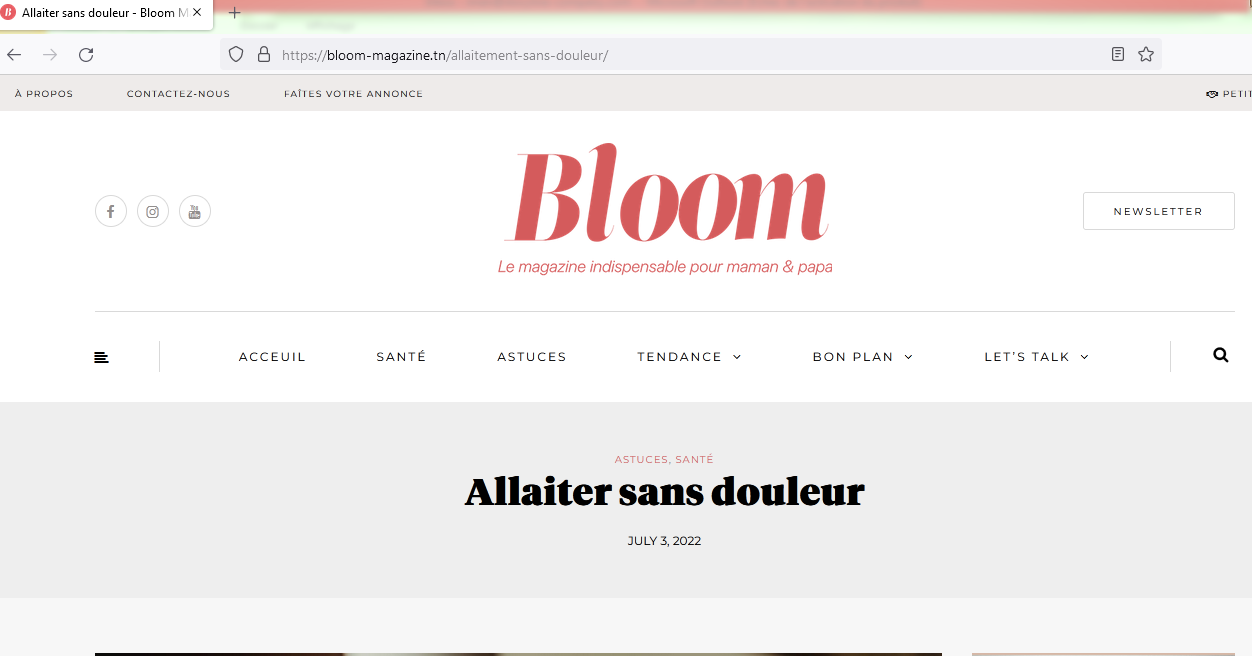 Allaiter sans douleur - Bloom M
https://bloom-magazine.tn/allaitement-sans-douleur/
À PROPOS CONTACTEZ-NOUS FAÎTES VOTRE ANNONCE PETIT
Bloom
Le magazine indispensable pour maman & papa
NEWSLETTER
ACCEUIL SANTÉ ASTUCES TENDANCE BON PLAN LET'S TALK
ASTUCES, SANTÉ
Allaiter sans douleur
JULY 3, 2022